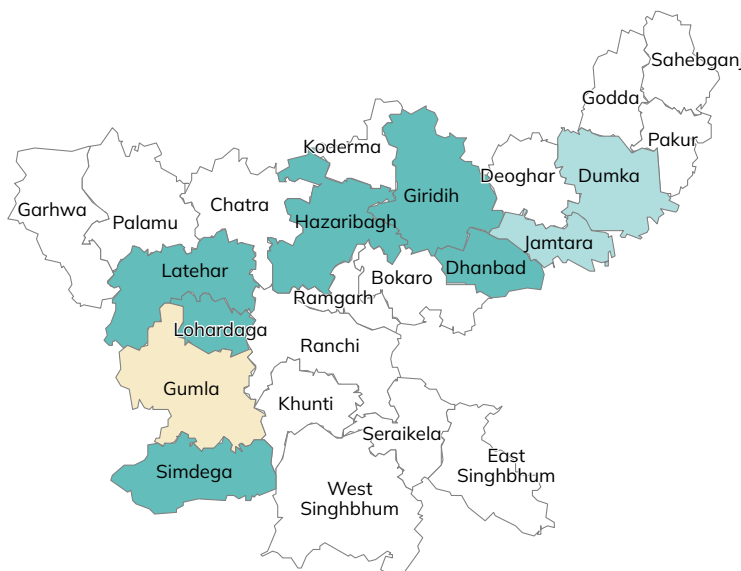 Sahebganj
Godda
Pakur
Koderma
Deoghar
Dumka
Giridih
Garhwa
Palamu
Chatra
Hazaribagh
Jamtara
Latehar
Dhanbad
Bokaro
Ramgarh
Lohardaga
Ranchi
Gumla
Khunti
Seraikela
East
Singhbhum
Simdega
West
Singhbhum